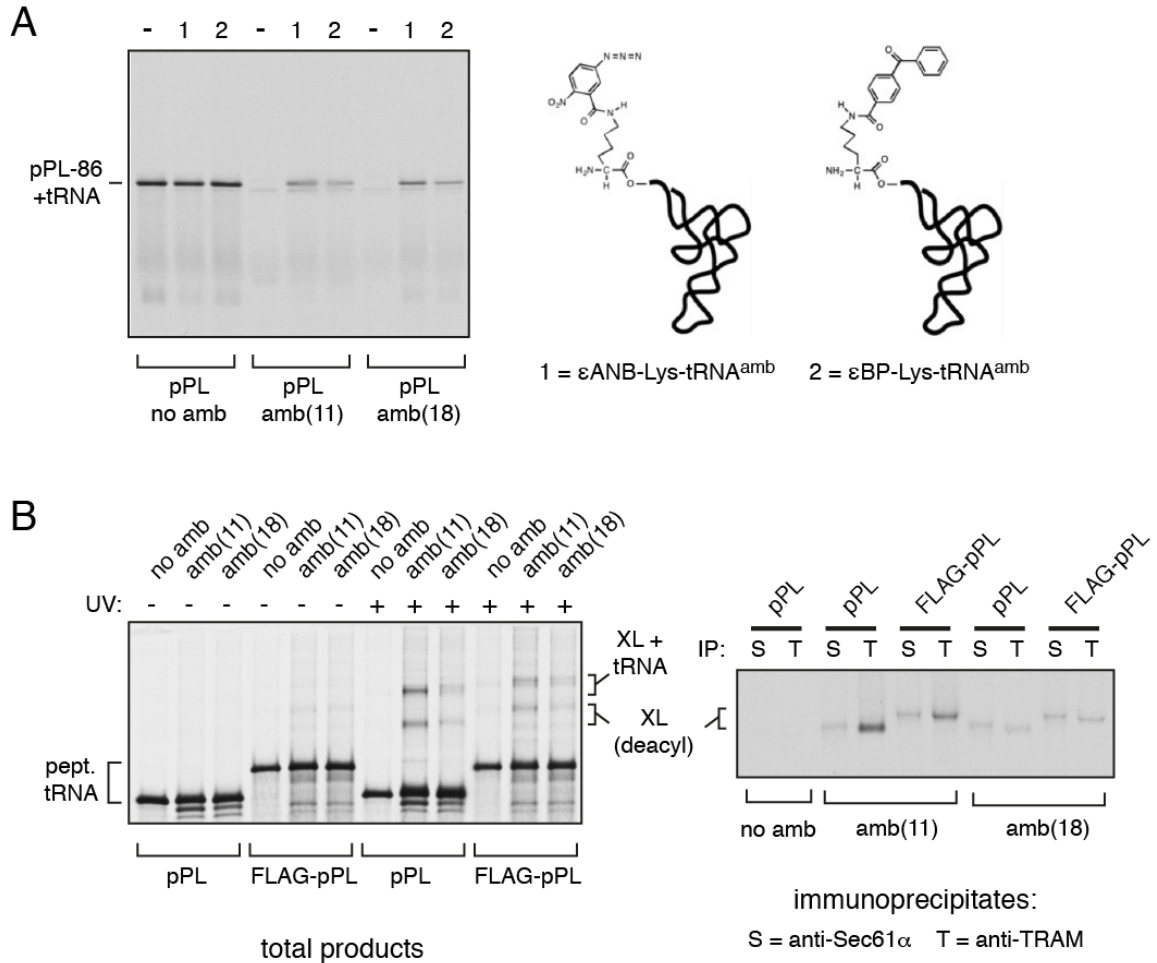 A
- 1 2 - 1 2 - 1 2
pPL-86
+tRNA
pPL
no amb
pPL
amb(11)
pPL
amb(18)
N=N=N
O₂N
O
N
H
H₂N
C
H
O
C
O
O
H
N
O
NH₂
C
H
O
C
O
1 = εANB-Lys-tRNAᵃᵐᵇ
2 = εBP-Lys-tRNAᵃᵐᵇ
B
no amb amb(11) amb(18) no amb amb(11) amb(18) no amb amb(11) amb(18) no amb amb(11) amb(18)
UV: - - - - - - + + + + + +
pept.
tRNA
XL +
tRNA
XL
(deacyl)
pPL FLAG-pPL pPL FLAG-pPL
total products
pPL pPL FLAG-pPL pPL FLAG-pPL
IP: S T S T S T S T S T
no amb amb(11) amb(18)
immunoprecipitates:
S = anti-Sec61α T = anti-TRAM